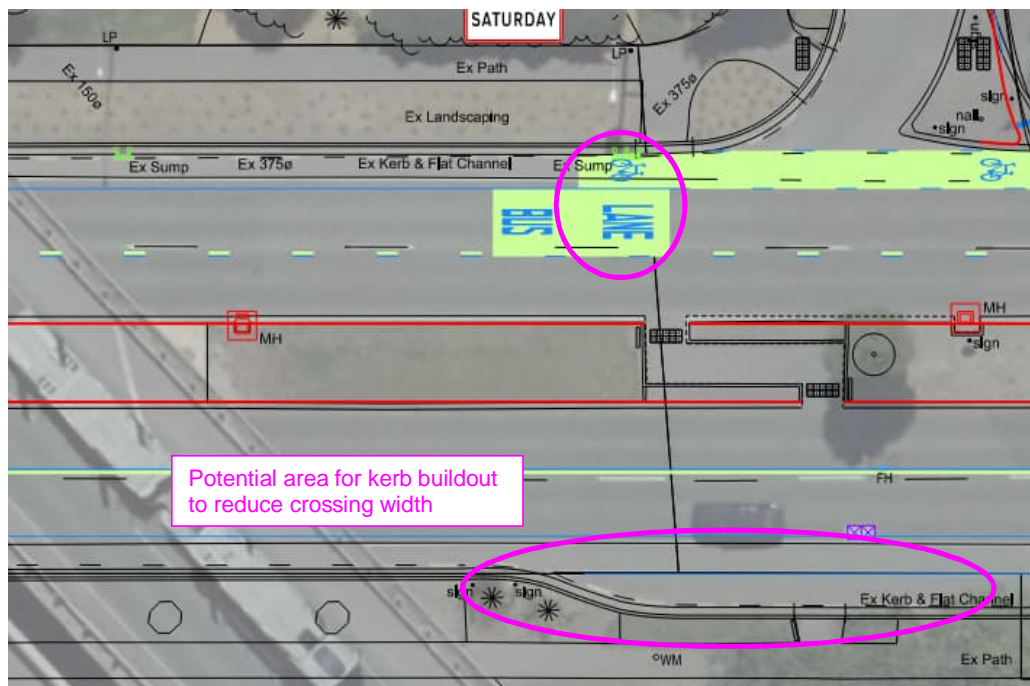 SATURDAY
LP
LP
sign
Ex Path
Ex 150ø
Ex 375ø
sign
Ex Landscaping
nail
sign
Ex Sump
Ex 375ø
Ex Kerb & Flat Channel
Ex Sump
BUS
LANE
MH
MH
sign
Potential area for kerb buildout
to reduce crossing width
FH
sign
sign
Ex Kerb & Flat Channel
WM
Ex Path